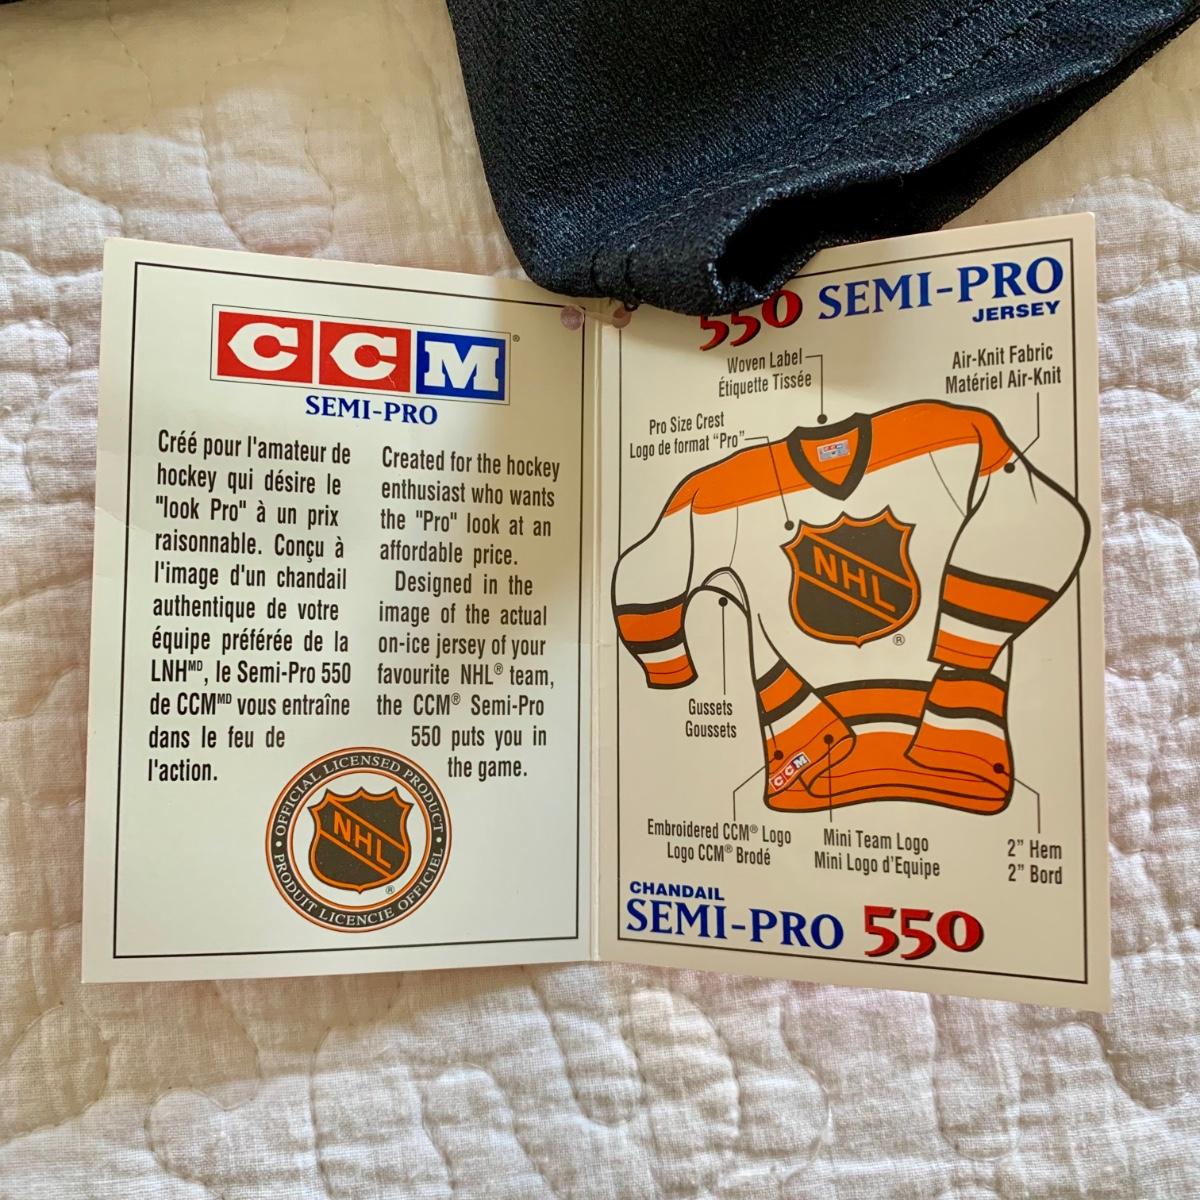 CCM®
SEMI-PRO
Créé pour l'amateur de
hockey qui désire le
"look Pro" à un prix
raisonnable. Conçu à
l'image d'un chandail
authentique de votre
équipe préférée de la
LNHᴹᴰ, le Semi-Pro 550
de CCMᴹᴰ vous entraîne
dans le feu de
l'action.
Created for the hockey
enthusiast who wants
the "Pro" look at an
affordable price.
Designed in the
image of the actual
on-ice jersey of your
favourite NHL® team,
the CCM® Semi-Pro
550 puts you in
the game.
• OFFICIAL LICENSED PRODUCT •
PRODUIT LICENCIE OFFICIEL
NHL
®
550 SEMI-PRO
JERSEY
Woven Label
Étiquette Tissée
Air-Knit Fabric
Matériel Air-Knit
Pro Size Crest
Logo de format "Pro"
CCM
NHL
®
Gussets
Goussets
CCM
Embroidered CCM® Logo
Logo CCM® Brodé
Mini Team Logo
Mini Logo d'Equipe
2" Hem
2" Bord
CHANDAIL
SEMI-PRO 550